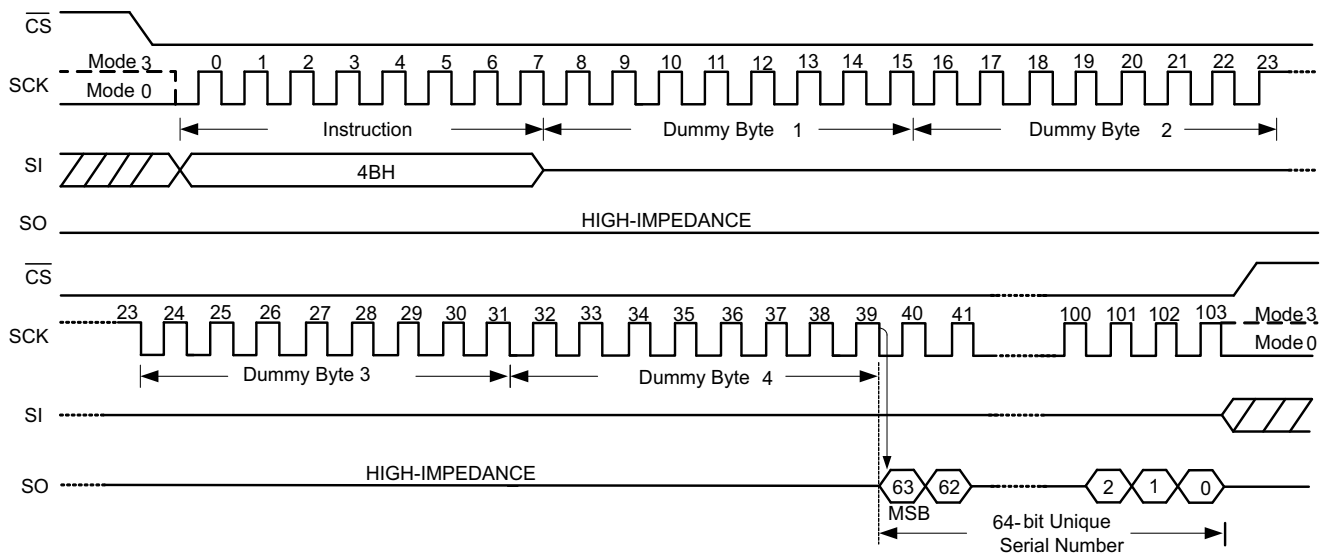 CS
Mode 3 0 1 2 3 4 5 6 7 8 9 10 11 12 13 14 15 16 17 18 19 20 21 22 23
SCK
Mode 0
Instruction Dummy Byte 1 Dummy Byte 2
SI
4BH
SO HIGH-IMPEDANCE
CS
23 24 25 26 27 28 29 30 31 32 33 34 35 36 37 38 39 40 41 100 101 102 103 Mode 3
SCK
Mode 0
Dummy Byte 3 Dummy Byte 4
SI
HIGH-IMPEDANCE
SO 63 62 2 1 0
MSB
64-bit Unique
Serial Number